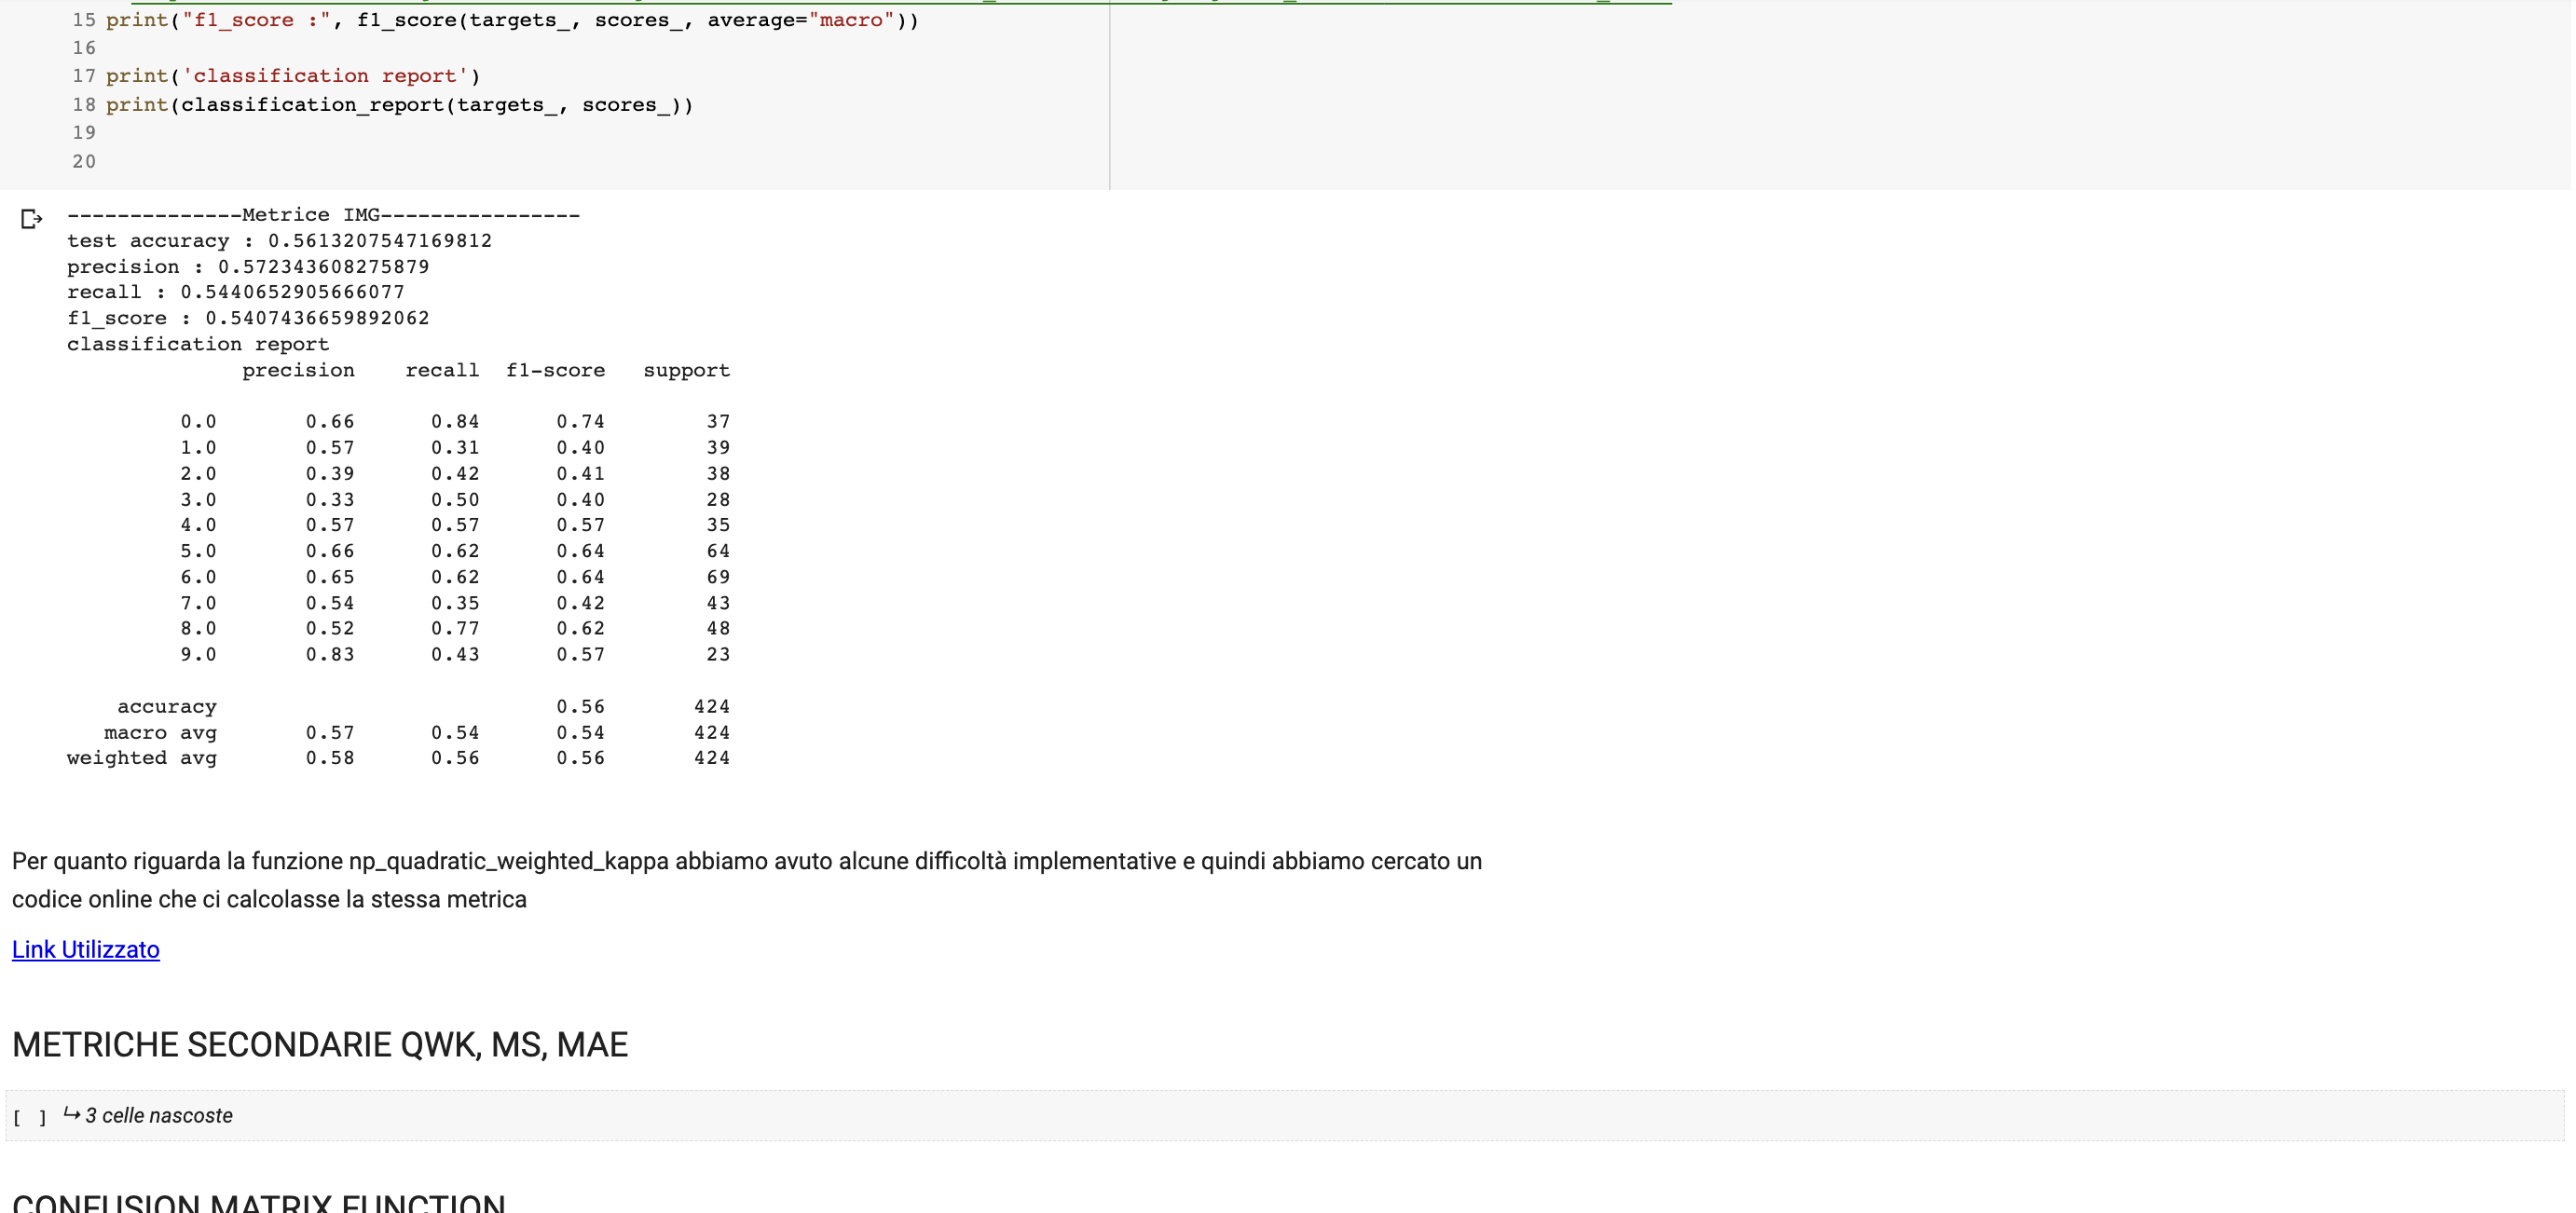 15 print("f1_score :", f1_score(targets_, scores_, average="macro"))
16
17 print('classification report')
18 print(classification_report(targets_, scores_))
19
20
--------------Metrice IMG----------------
test accuracy : 0.5613207547169812
precision : 0.572343608275879
recall : 0.5440652905666077
f1_score : 0.5407436659892062
classification report
precision recall f1-score support
0.0 0.66 0.84 0.74 37
1.0 0.57 0.31 0.40 39
2.0 0.39 0.42 0.41 38
3.0 0.33 0.50 0.40 28
4.0 0.57 0.57 0.57 35
5.0 0.66 0.62 0.64 64
6.0 0.65 0.62 0.64 69
7.0 0.54 0.35 0.42 43
8.0 0.52 0.77 0.62 48
9.0 0.83 0.43 0.57 23
accuracy 0.56 424
macro avg 0.57 0.54 0.54 424
weighted avg 0.58 0.56 0.56 424
Per quanto riguarda la funzione np_quadratic_weighted_kappa abbiamo avuto alcune difficoltà implementative e quindi abbiamo cercato un
codice online che ci calcolasse la stessa metrica
Link Utilizzato
METRICHE SECONDARIE QWK, MS, MAE
[ ] ↳ 3 celle nascoste
CONFUSION MATRIX FUNCTION